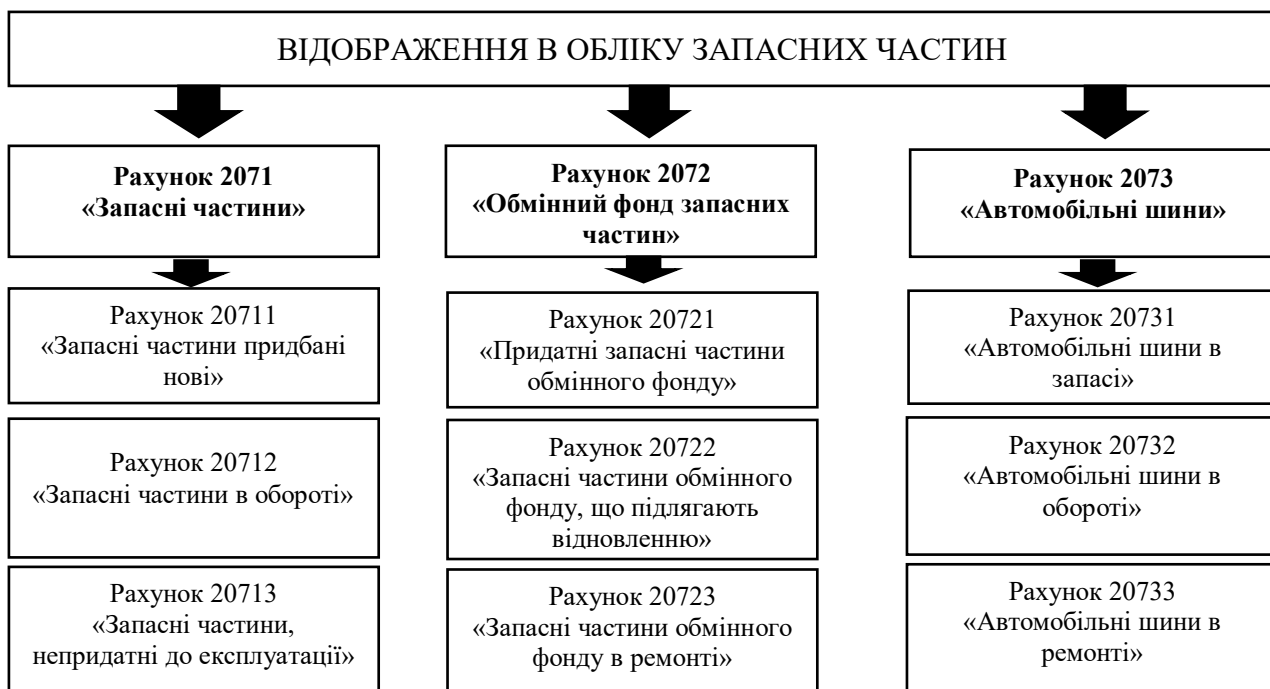 ВІДОБРАЖЕННЯ В ОБЛІКУ ЗАПАСНИХ ЧАСТИН
Рахунок 2071
«Запасні частини»
Рахунок 20711
«Запасні частини придбані
нові»
Рахунок 20712
«Запасні частини в обороті»
Рахунок 20713
«Запасні частини,
непридатні до експлуатації»
Рахунок 2072
«Обмінний фонд запасних
частин»
Рахунок 20721
«Придатні запасні частини
обмінного фонду»
Рахунок 20722
«Запасні частини обмінного
фонду, що підлягають
відновленню»
Рахунок 20723
«Запасні частини обмінного
фонду в ремонті»
Рахунок 2073
«Автомобільні шини»
Рахунок 20731
«Автомобільні шини в
запасі»
Рахунок 20732
«Автомобільні шини в
обороті»
Рахунок 20733
«Автомобільні шини в
ремонті»